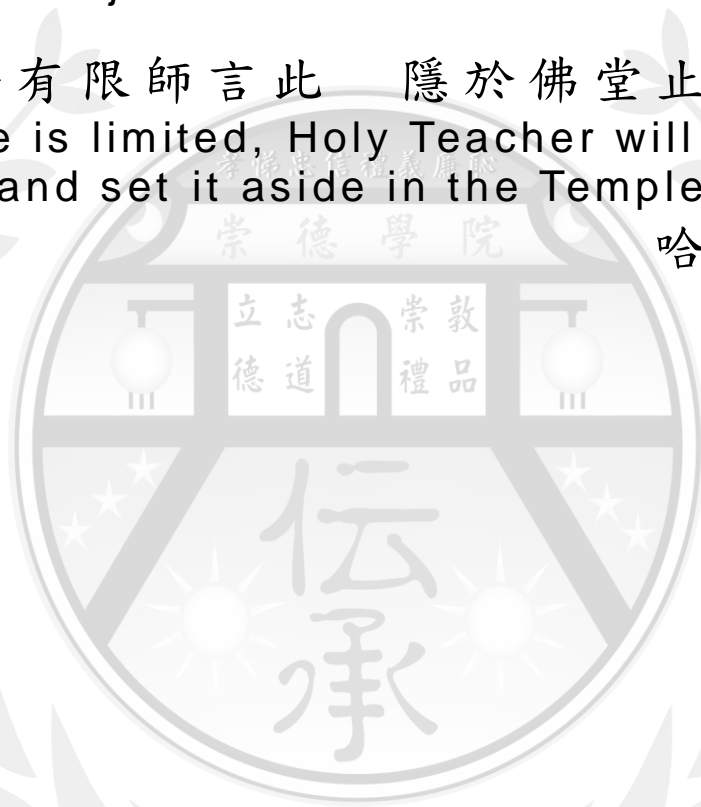 有限師言此 隱於佛堂止
e is limited, Holy Teacher will
and set it aside in the Temple
哈
孝悌忠信禮義廉恥
崇德學院
立志 崇敦
德道 禮品
伝
承